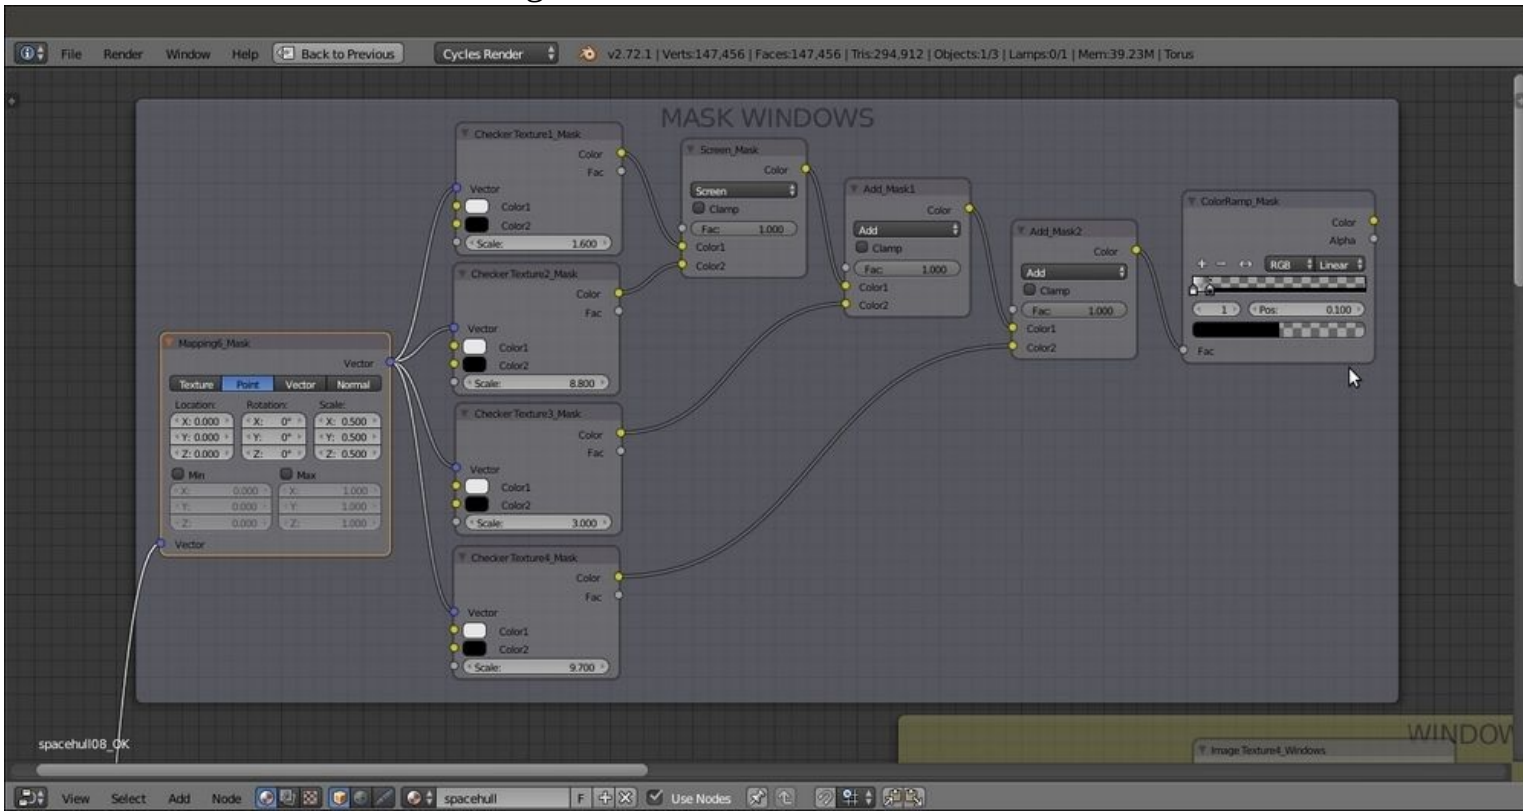 File Render Window Help Back to Previous Cycles Render v2.72.1 | Verts:147,456 | Faces:147,456 | Tris:294,912 | Objects:1/3 | Lamps:0/1 | Mem:39.23M | Torus
MASK WINDOWS
Mapping6_Mask
Vector
Texture Point Vector Normal
Location: Rotation: Scale:
X: 0.000 X: 0° X: 0.500
Y: 0.000 Y: 0° Y: 0.500
Z: 0.000 Z: 0° Z: 0.500
Min Max
X: 0.000 X: 1.000
Y: 0.000 Y: 1.000
Z: 0.000 Z: 1.000
Vector
Checker Texture1_Mask
Color
Fac
Vector
Color1
Color2
Scale: 1.600
Checker Texture2_Mask
Color
Fac
Vector
Color1
Color2
Scale: 8.800
Checker Texture3_Mask
Color
Fac
Vector
Color1
Color2
Scale: 3.000
Checker Texture4_Mask
Color
Fac
Vector
Color1
Color2
Scale: 9.700
Screen_Mask
Color
Screen
Clamp
Fac: 1.000
Color1
Color2
Add_Mask1
Color
Add
Clamp
Fac: 1.000
Color1
Color2
Add_Mask2
Color
Add
Clamp
Fac: 1.000
Color1
Color2
ColorRamp_Mask
Color
Alpha
RGB Linear
1 Pos: 0.100
Fac
WINDOW
Image Texture4_Windows
spacehull08_OK
View Select Add Node spacehull F Use Nodes